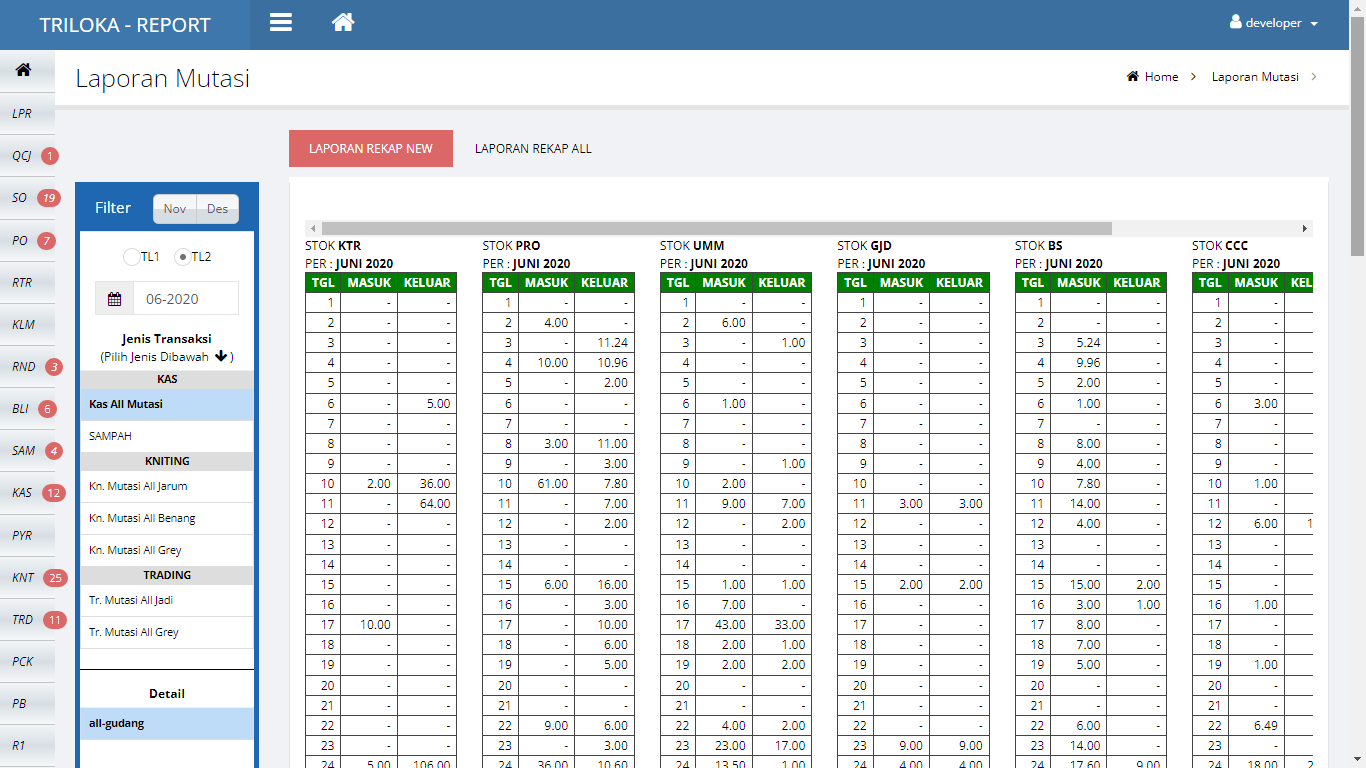 TRILOKA - REPORT
developer
Laporan Mutasi
Home
Laporan Mutasi
LPR
QCJ 1
SO 19
PO 7
RTR
KLM
RND 3
BLI 6
SAM 4
KAS 12
PYR
KNT 25
TRD 11
PCK
PB
R1
Filter
Nov Des
TL1 TL2
06-2020
Jenis Transaksi
(Pilih Jenis Dibawah )
KAS
Kas All Mutasi
SAMPAH
KNITING
Kn. Mutasi All Jarum
Kn. Mutasi All Benang
Kn. Mutasi All Grey
TRADING
Tr. Mutasi All Jadi
Tr. Mutasi All Grey
Detail
all-gudang
LAPORAN REKAP NEW
LAPORAN REKAP ALL
STOK KTR STOK PRO STOK UMM STOK GJD STOK BS STOK CCC
PER : JUNI 2020 PER : JUNI 2020 PER : JUNI 2020 PER : JUNI 2020 PER : JUNI 2020 PER : JUNI 2020
TGL MASUK KELUAR TGL MASUK KELUAR TGL MASUK KELUAR TGL MASUK KELUAR TGL MASUK KELUAR TGL MASUK KEL
1 - - 1 - - 1 - - 1 - - 1 - - 1 -
2 - - 2 4.00 - 2 6.00 - 2 - - 2 - - 2 -
3 - - 3 - 11.24 3 - 1.00 3 - - 3 5.24 - 3 -
4 - - 4 10.00 10.96 4 - - 4 - - 4 9.96 - 4 -
5 - - 5 - 2.00 5 - - 5 - - 5 2.00 - 5 -
6 - 5.00 6 - - 6 1.00 - 6 - - 6 1.00 - 6 3.00
7 - - 7 - - 7 - - 7 - - 7 - - 7 -
8 - - 8 3.00 11.00 8 - - 8 - - 8 8.00 - 8 -
9 - - 9 - 3.00 9 - 1.00 9 - - 9 4.00 - 9 -
10 2.00 36.00 10 61.00 7.80 10 2.00 - 10 - - 10 7.80 - 10 1.00
11 - 64.00 11 - 7.00 11 9.00 7.00 11 3.00 3.00 11 14.00 - 11 -
12 - - 12 - 2.00 12 - 2.00 12 - - 12 4.00 - 12 6.00 1
13 - - 13 - - 13 - - 13 - - 13 - - 13 -
14 - - 14 - - 14 - - 14 - - 14 - - 14 -
15 - - 15 6.00 16.00 15 1.00 1.00 15 2.00 2.00 15 15.00 2.00 15 -
16 - - 16 - 3.00 16 7.00 - 16 - - 16 3.00 1.00 16 1.00
17 10.00 - 17 - 10.00 17 43.00 33.00 17 - - 17 8.00 - 17 -
18 - - 18 - 6.00 18 2.00 1.00 18 - - 18 7.00 - 18 -
19 - - 19 - 5.00 19 2.00 2.00 19 - - 19 5.00 - 19 1.00
20 - - 20 - - 20 - - 20 - - 20 - - 20 -
21 - - 21 - - 21 - - 21 - - 21 - - 21 -
22 - - 22 9.00 6.00 22 4.00 2.00 22 - - 22 6.00 - 22 6.49
23 - - 23 - 3.00 23 23.00 17.00 23 9.00 9.00 23 14.00 - 23 -
24 5.00 106.00 24 36.00 10.60 24 13.50 1.00 24 4.00 4.00 24 17.60 9.00 24 18.00 2